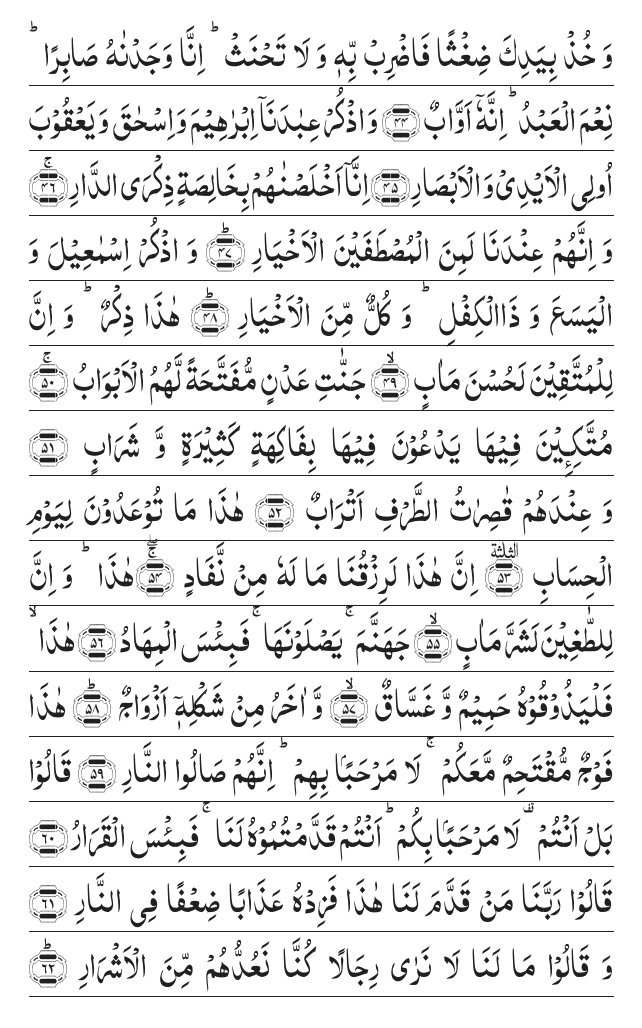 وَ خُذۡ بِيَدِكَ ضِغۡثًا فَاضۡرِبْ بِّهٖ وَ لَا تَحۡنَثۡ ؕ اِنَّا وَجَدۡنٰهُ صَابِرًا ؕ
نِعۡمَ الۡعَبۡدُ ؕ اِنَّهٗۤ اَوَّابٌ ﴿۴۴﴾ وَ اذۡكُرۡ عِبٰدَنَاۤ اِبۡرٰهِيۡمَ وَ اِسۡحٰقَ وَ يَعۡقُوۡبَ
اُولِى الۡاَيۡدِىۡ وَ الۡاَبۡصَارِ ﴿۴۵﴾ اِنَّاۤ اَخۡلَصۡنٰهُمۡ بِخَالِصَةٍ ذِكۡرَى الدَّارِ ۚ﴿۴۶﴾
وَ اِنَّهُمۡ عِنۡدَنَا لَمِنَ الۡمُصۡطَفَيۡنَ الۡاَخۡيَارِ ؕ﴿۴۷﴾ وَ اذۡكُرۡ اِسۡمٰعِيۡلَ وَ
الۡيَسَعَ وَ ذَا الۡكِفۡلِ ؕ وَ كُلٌّ مِّنَ الۡاَخۡيَارِ ؕ﴿۴۸﴾ هٰذَا ذِكۡرٌ ؕ وَ اِنَّ
لِلۡمُتَّقِيۡنَ لَحُسۡنَ مَاٰبٍ ۙ﴿۴۹﴾ جَنّٰتِ عَدۡنٍ مُّفَتَّحَةً لَّهُمُ الۡاَبۡوَابُ ۚ﴿۵۰﴾
مُتَّكِـِٕيۡنَ فِيۡهَا يَدۡعُوۡنَ فِيۡهَا بِفَاكِهَةٍ كَثِيۡرَةٍ وَّ شَرَابٍ ﴿۵۱﴾
وَ عِنۡدَهُمۡ قٰصِرٰتُ الطَّرۡفِ اَتۡرَابٌ ﴿۵۲﴾ هٰذَا مَا تُوۡعَدُوۡنَ لِيَوۡمِ
الۡحِسَابِ ﴿۵۳﴾ الثلٰثة اِنَّ هٰذَا لَرِزۡقُنَا مَا لَهٗ مِنۡ نَّفَادٍ ۚۖ﴿۵۴﴾ هٰذَا ؕ وَ اِنَّ
لِلطّٰغِيۡنَ لَشَرَّ مَاٰبٍ ۙ﴿۵۵﴾ جَهَنَّمَ ۚ يَصۡلَوۡنَهَا ۚ فَبِئۡسَ الۡمِهَادُ ﴿۵۶﴾ هٰذَا ۙ
فَلۡيَذُوۡقُوۡهُ حَمِيۡمٌ وَّ غَسَّاقٌ ۙ﴿۵۷﴾ وَّ اٰخَرُ مِنۡ شَكۡلِهٖۤ اَزۡوَاجٌ ؕ﴿۵۸﴾ هٰذَا
فَوۡجٌ مُّقۡتَحِمٌ مَّعَكُمۡ ۚ لَا مَرۡحَبًۢا بِهِمۡ ؕ اِنَّهُمۡ صَالُوا النَّارِ ﴿۵۹﴾ قَالُوۡا
بَلۡ اَنۡتُمۡ ۟ لَا مَرۡحَبًۢا بِكُمۡ ؕ اَنۡتُمۡ قَدَّمۡتُمُوۡهُ لَنَا ۚ فَبِئۡسَ الۡقَرَارُ ﴿۶۰﴾
قَالُوۡا رَبَّنَا مَنۡ قَدَّمَ لَنَا هٰذَا فَزِدۡهُ عَذَابًا ضِعۡفًا فِى النَّارِ ﴿۶۱﴾
وَ قَالُوۡا مَا لَنَا لَا نَرٰى رِجَالًا كُنَّا نَعُدُّهُمۡ مِّنَ الۡاَشۡرَارِ ؕ﴿۶۲﴾